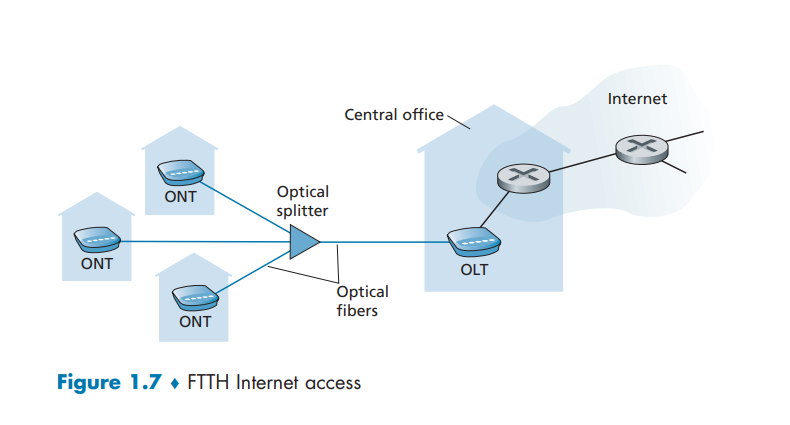 Internet
Central office
ONT
Optical
splitter
ONT
OLT
Optical
fibers
ONT
Figure 1.7 ♦ FTTH Internet access